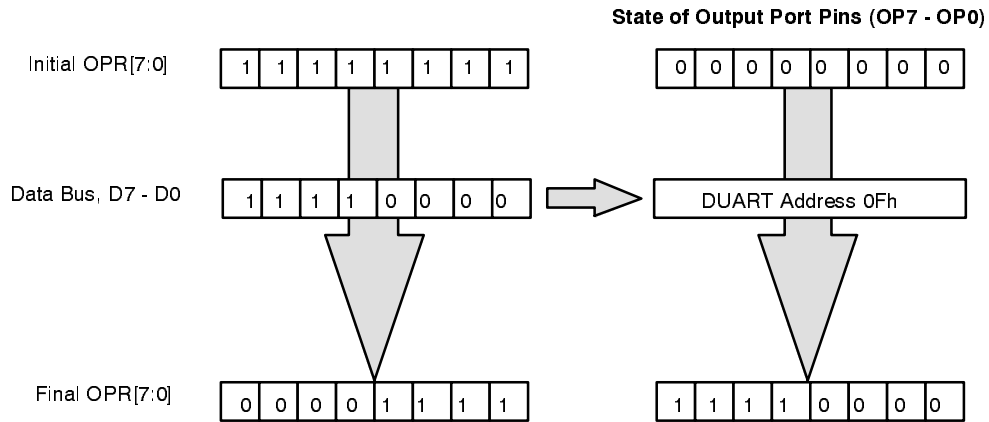 State of Output Port Pins (OP7 - OP0)
Initial OPR[7:0] 1 1 1 1 1 1 1 1 0 0 0 0 0 0 0 0
Data Bus, D7 - D0 1 1 1 1 0 0 0 0 DUART Address 0Fh
Final OPR[7:0] 0 0 0 0 1 1 1 1 1 1 1 1 0 0 0 0